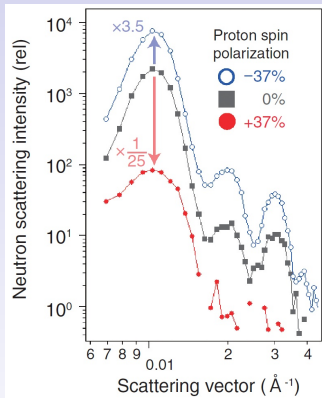 ×3.5
Proton spin
polarization
−37%
0%
+37%
×1/25
Neutron scattering intensity (rel)
10⁴
10³
10²
10¹
10⁰
6 7 8 9 0.01 2 3 4
Scattering vector (Å⁻¹)